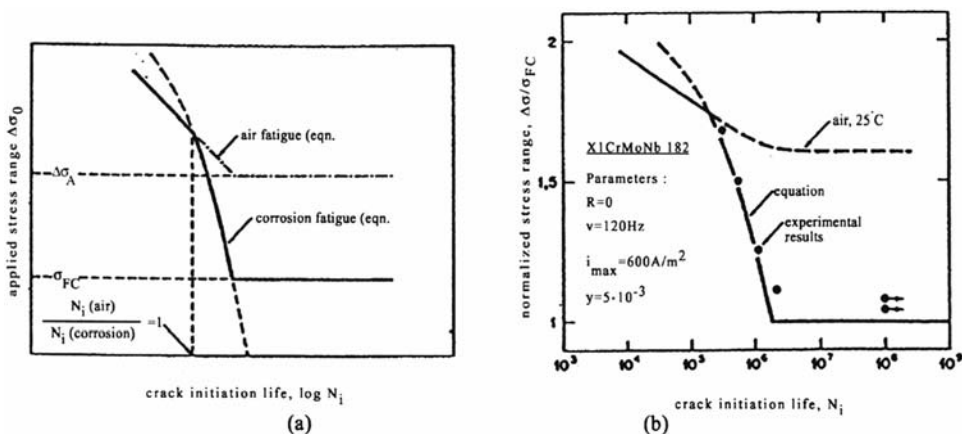 applied stress range Δσ0
ΔσA
σFC
air fatigue (eqn.
corrosion fatigue (eqn.
Ni (air)
Ni (corrosion)
=1
crack initiation life, log Ni
(a)
normalized stress range, Δσ/σFC
2
1,5
1
air, 25°C
X1CrMoNb 182
Parameters :
R=0
ν=120Hz
imax=600A/m²
y=5·10⁻³
equation
experimental
results
10³ 10⁴ 10⁵ 10⁶ 10⁷ 10⁸ 10⁹
crack initiation life, Ni
(b)